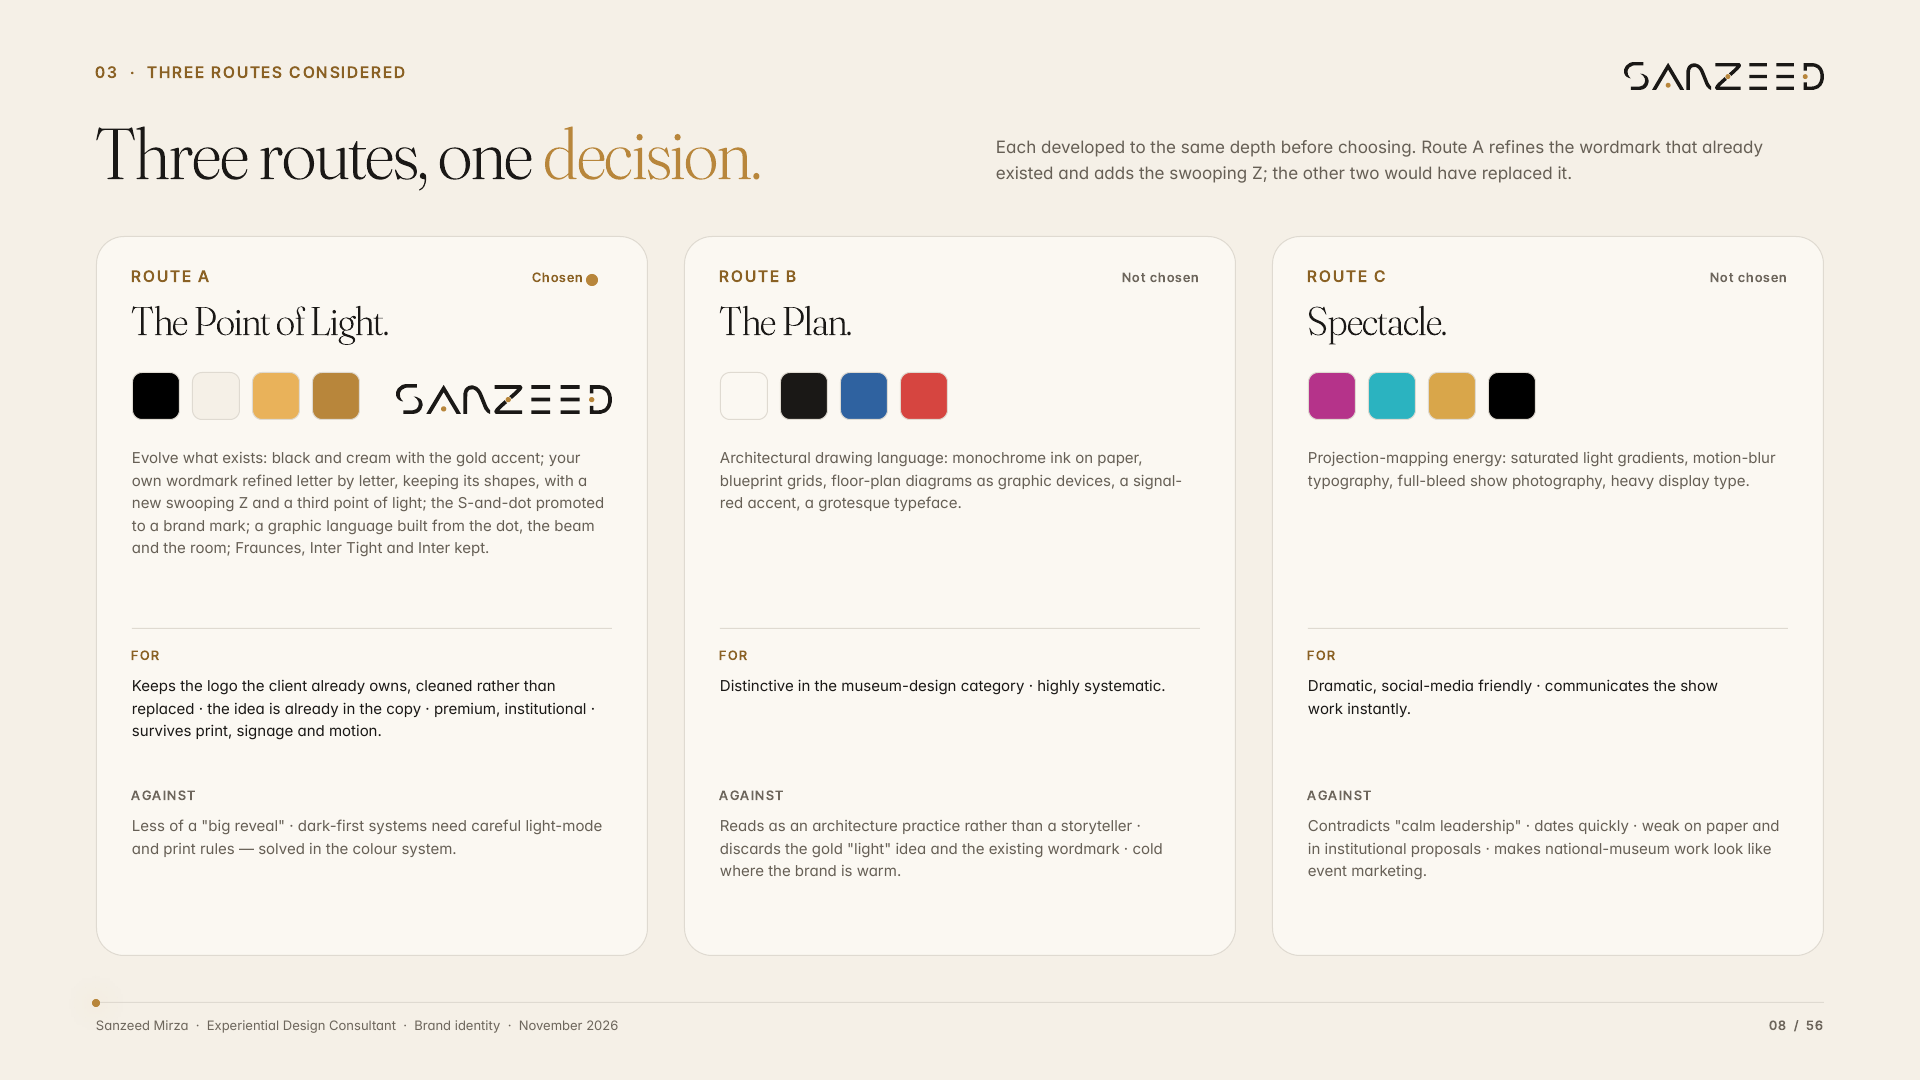 03 · THREE ROUTES CONSIDERED
SANZEED
Three routes, one decision.
Each developed to the same depth before choosing. Route A refines the wordmark that already
existed and adds the swooping Z; the other two would have replaced it.
ROUTE A
Chosen
The Point of Light.
SANZEED
Evolve what exists: black and cream with the gold accent; your
own wordmark refined letter by letter, keeping its shapes, with a
new swooping Z and a third point of light; the S-and-dot promoted
to a brand mark; a graphic language built from the dot, the beam
and the room; Fraunces, Inter Tight and Inter kept.
FOR
Keeps the logo the client already owns, cleaned rather than
replaced · the idea is already in the copy · premium, institutional ·
survives print, signage and motion.
AGAINST
Less of a "big reveal" · dark-first systems need careful light-mode
and print rules — solved in the colour system.
ROUTE B
Not chosen
The Plan.
Architectural drawing language: monochrome ink on paper,
blueprint grids, floor-plan diagrams as graphic devices, a signal-
red accent, a grotesque typeface.
FOR
Distinctive in the museum-design category · highly systematic.
AGAINST
Reads as an architecture practice rather than a storyteller ·
discards the gold "light" idea and the existing wordmark · cold
where the brand is warm.
ROUTE C
Not chosen
Spectacle.
Projection-mapping energy: saturated light gradients, motion-blur
typography, full-bleed show photography, heavy display type.
FOR
Dramatic, social-media friendly · communicates the show
work instantly.
AGAINST
Contradicts "calm leadership" · dates quickly · weak on paper and
in institutional proposals · makes national-museum work look like
event marketing.
Sanzeed Mirza · Experiential Design Consultant · Brand identity · November 2026
08 / 56